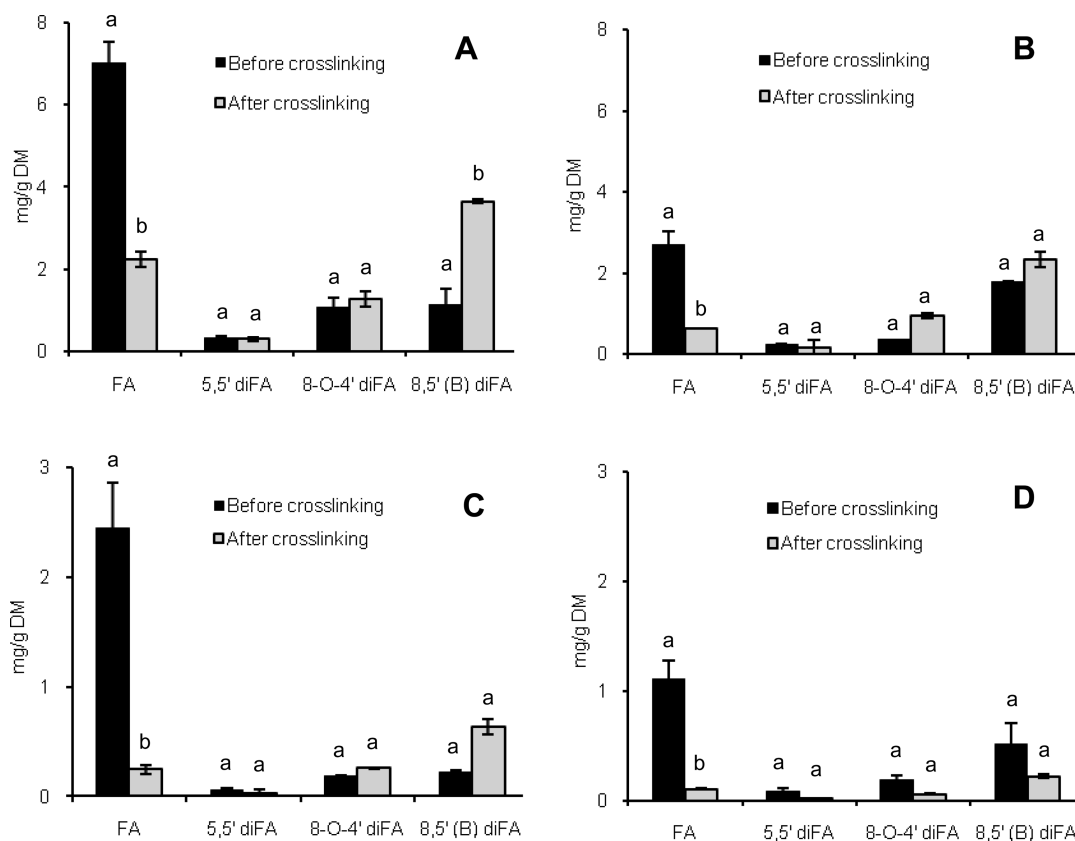 A
Before crosslinking
After crosslinking
mg/g DM
8
6
4
2
0
a
b
a
a
a
a
a
b
FA
5,5' diFA
8-O-4' diFA
8,5' (B) diFA
B
Before crosslinking
After crosslinking
mg/g DM
8
6
4
2
0
a
b
a
a
a
a
a
a
FA
5,5' diFA
8-O-4' diFA
8,5' (B) diFA
C
Before crosslinking
After crosslinking
mg/g DM
3
2
1
0
a
b
a
a
a
a
a
a
FA
5,5' diFA
8-O-4' diFA
8,5' (B) diFA
D
Before crosslinking
After crosslinking
mg/g DM
3
2
1
0
a
b
a
a
a
a
a
a
FA
5,5' diFA
8-O-4' diFA
8,5' (B) diFA